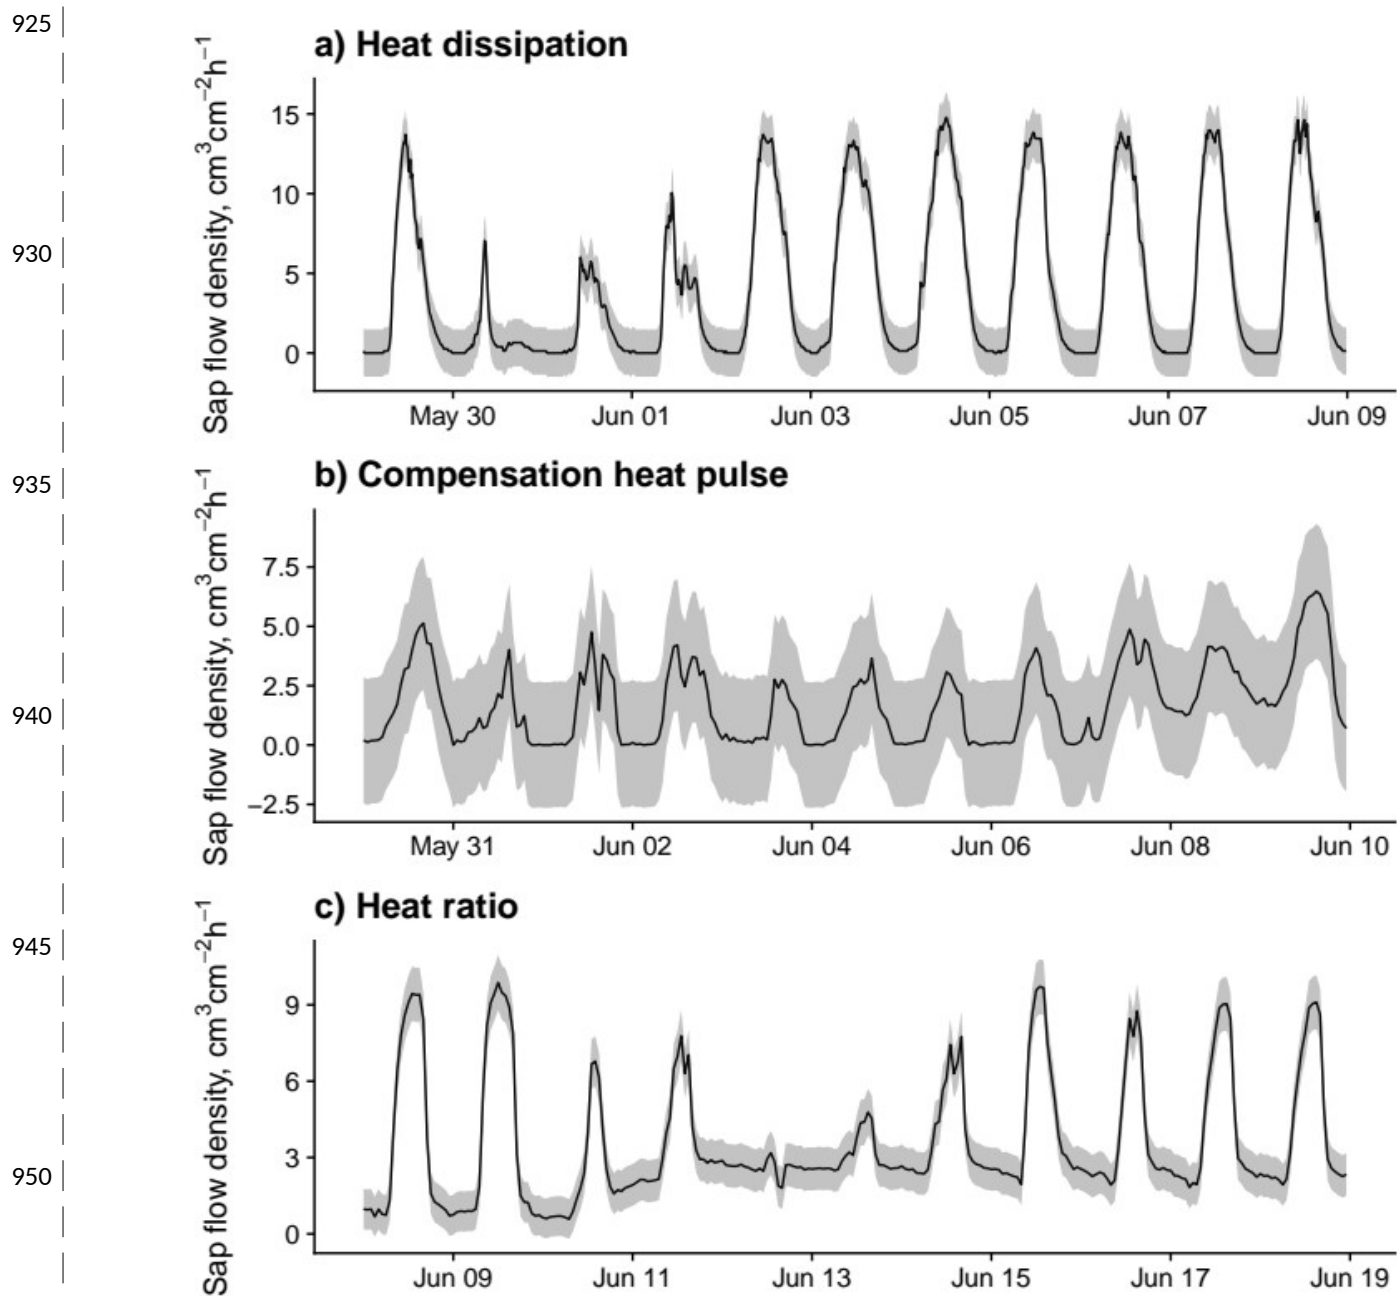 925
930
935
940
945
950
a) Heat dissipation
Sap flow density, cm³cm⁻²h⁻¹
15
10
5
0
May 30 Jun 01 Jun 03 Jun 05 Jun 07 Jun 09
b) Compensation heat pulse
Sap flow density, cm³cm⁻²h⁻¹
7.5
5.0
2.5
0.0
−2.5
May 31 Jun 02 Jun 04 Jun 06 Jun 08 Jun 10
c) Heat ratio
Sap flow density, cm³cm⁻²h⁻¹
9
6
3
0
Jun 09 Jun 11 Jun 13 Jun 15 Jun 17 Jun 19